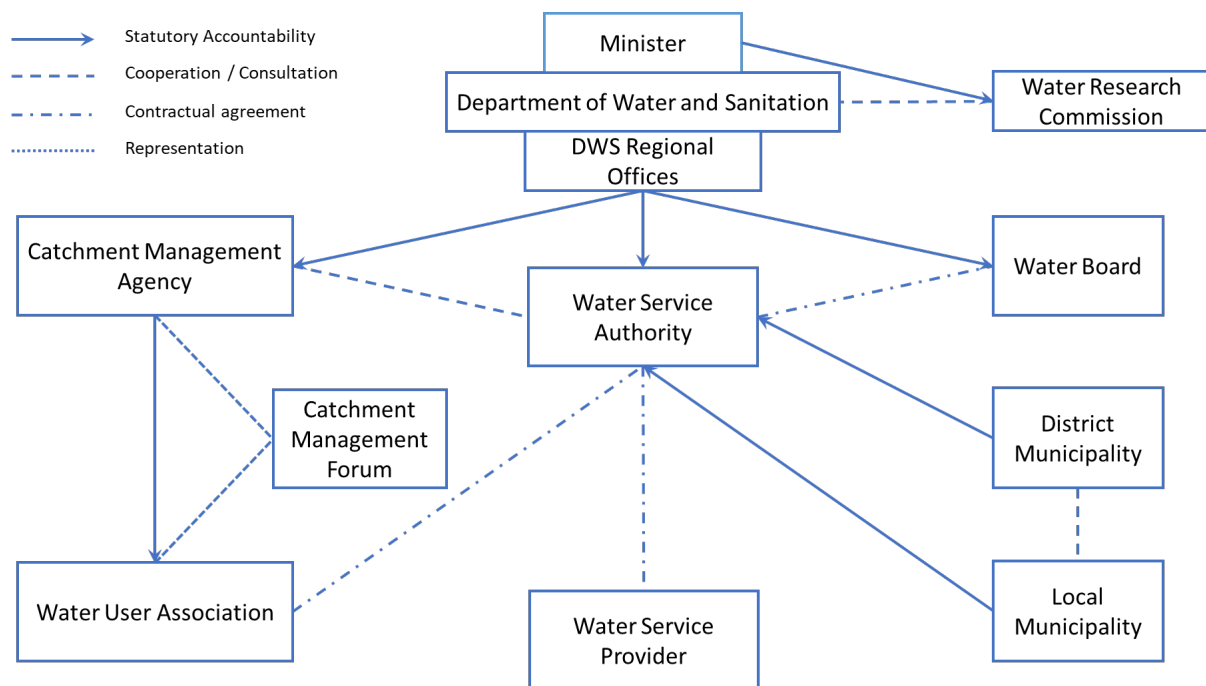 Statutory Accountability
Cooperation / Consultation
Contractual agreement
Representation
Minister
Department of Water and Sanitation
DWS Regional
Offices
Water Research
Commission
Catchment Management
Agency
Water Service
Authority
Water Board
Catchment
Management
Forum
District
Municipality
Water User Association
Water Service
Provider
Local
Municipality